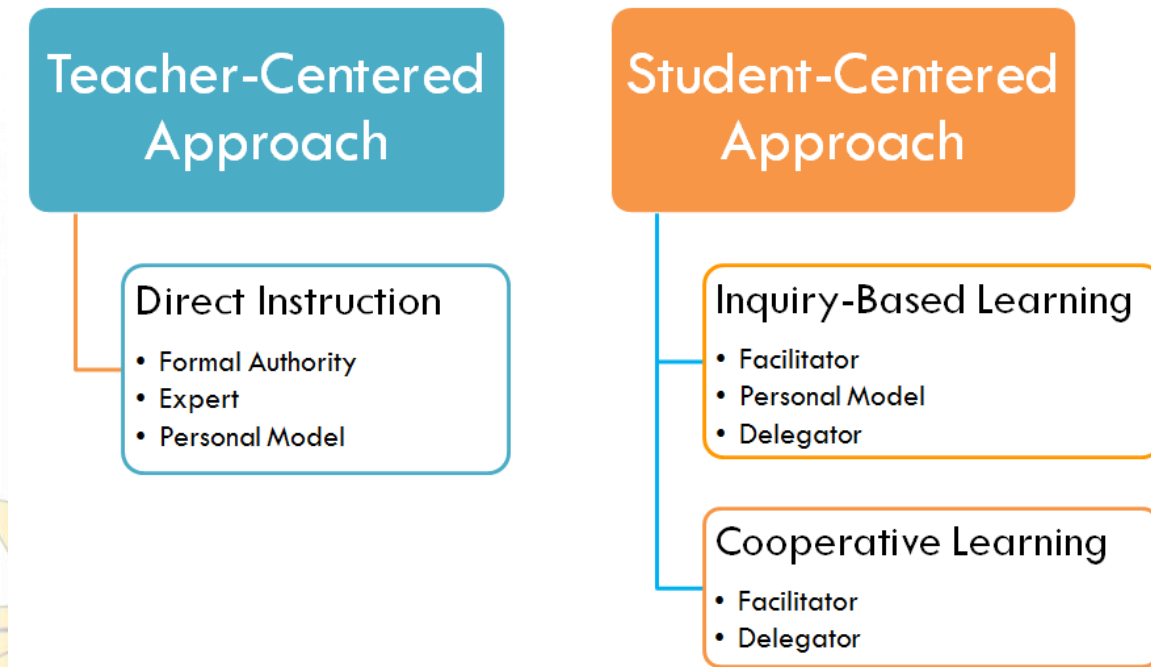 Teacher-Centered
Approach
Direct Instruction
• Formal Authority
• Expert
• Personal Model
Student-Centered
Approach
Inquiry-Based Learning
• Facilitator
• Personal Model
• Delegator
Cooperative Learning
• Facilitator
• Delegator